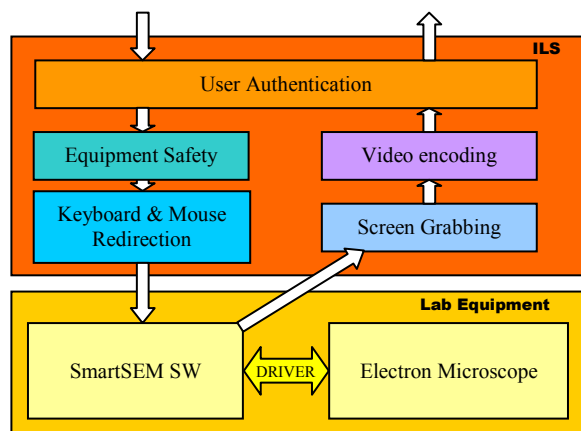 ILS
User Authentication
Equipment Safety
Video encoding
Keyboard & Mouse
Redirection
Screen Grabbing
Lab Equipment
SmartSEM SW
DRIVER
Electron Microscope